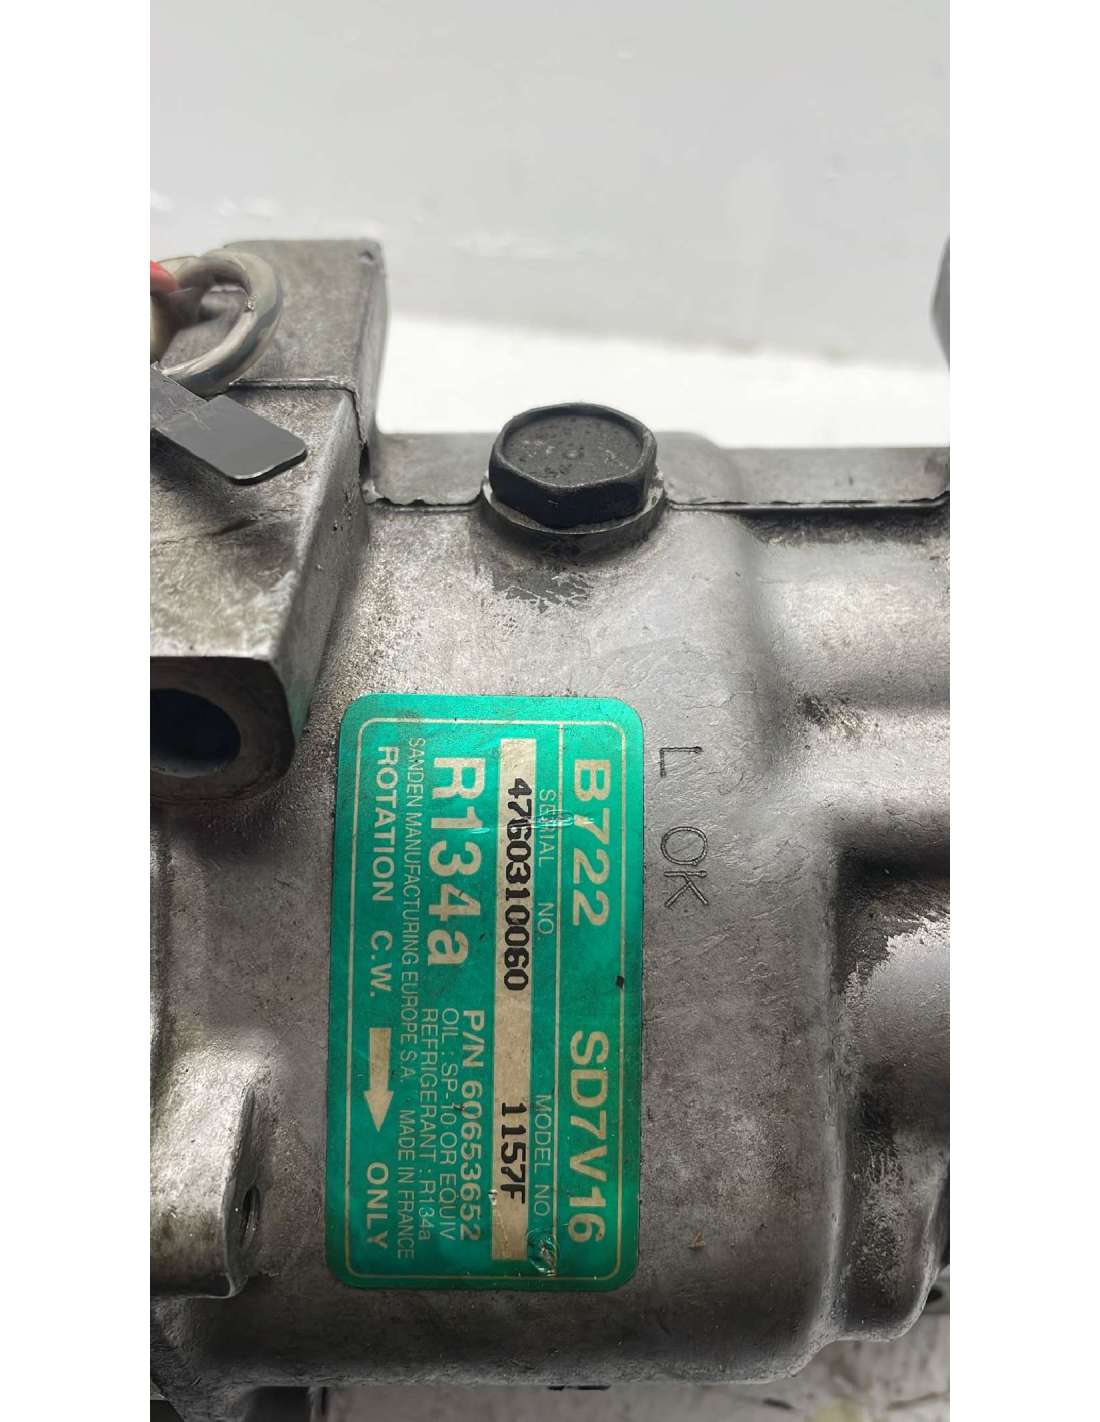 L OK
B722 SD7V16
SERIAL NO. MODEL NO.
4760310060 1157F
R134a
P/N 60653652
OIL : SP-10 OR EQUIV
REFRIGERANT : R134a
SANDEN MANUFACTURING EUROPE S.A. MADE IN FRANCE
ROTATION C.W. ONLY